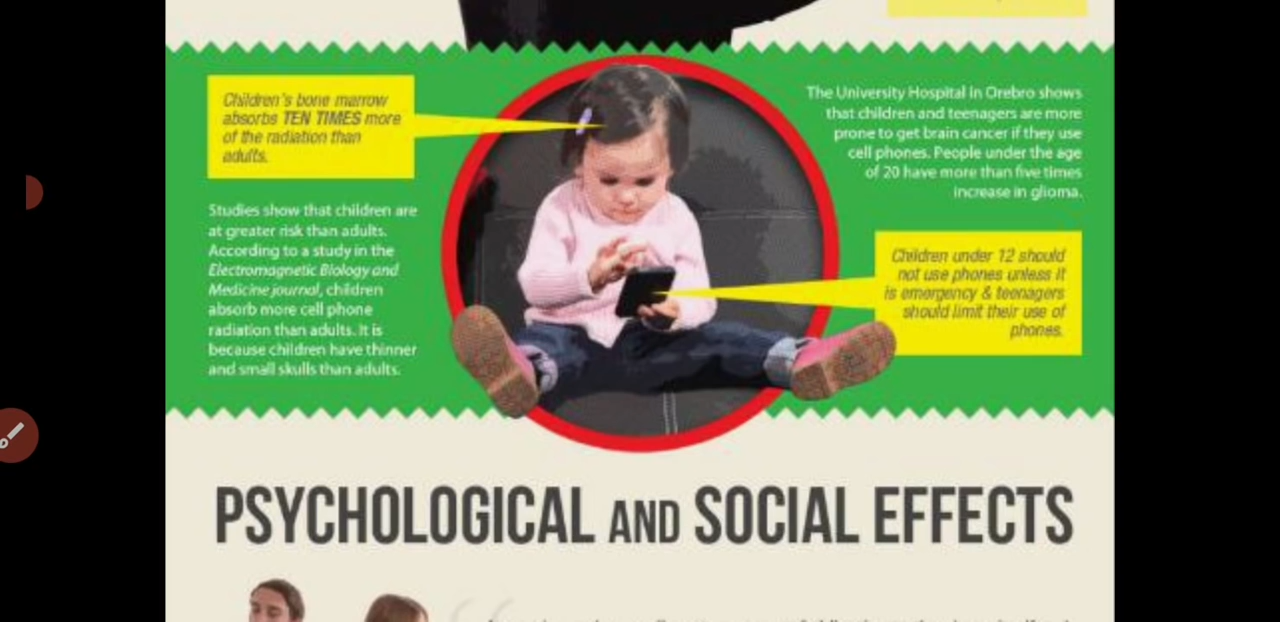 Children's bone marrow
absorbs TEN TIMES more
of the radiation than
adults.
Studies show that children are
at greater risk than adults.
According to a study in the
Electromagnetic Biology and
Medicine journal, children
absorb more cell phone
radiation than adults. It is
because children have thinner
and small skulls than adults.
The University Hospital in Orebro shows
that children and teenagers are more
prone to get brain cancer if they use
cell phones. People under the age
of 20 have more than five times
increase in glioma.
Children under 12 should
not use phones unless it
is emergency & teenagers
should limit their use of
phones.
PSYCHOLOGICAL AND SOCIAL EFFECTS